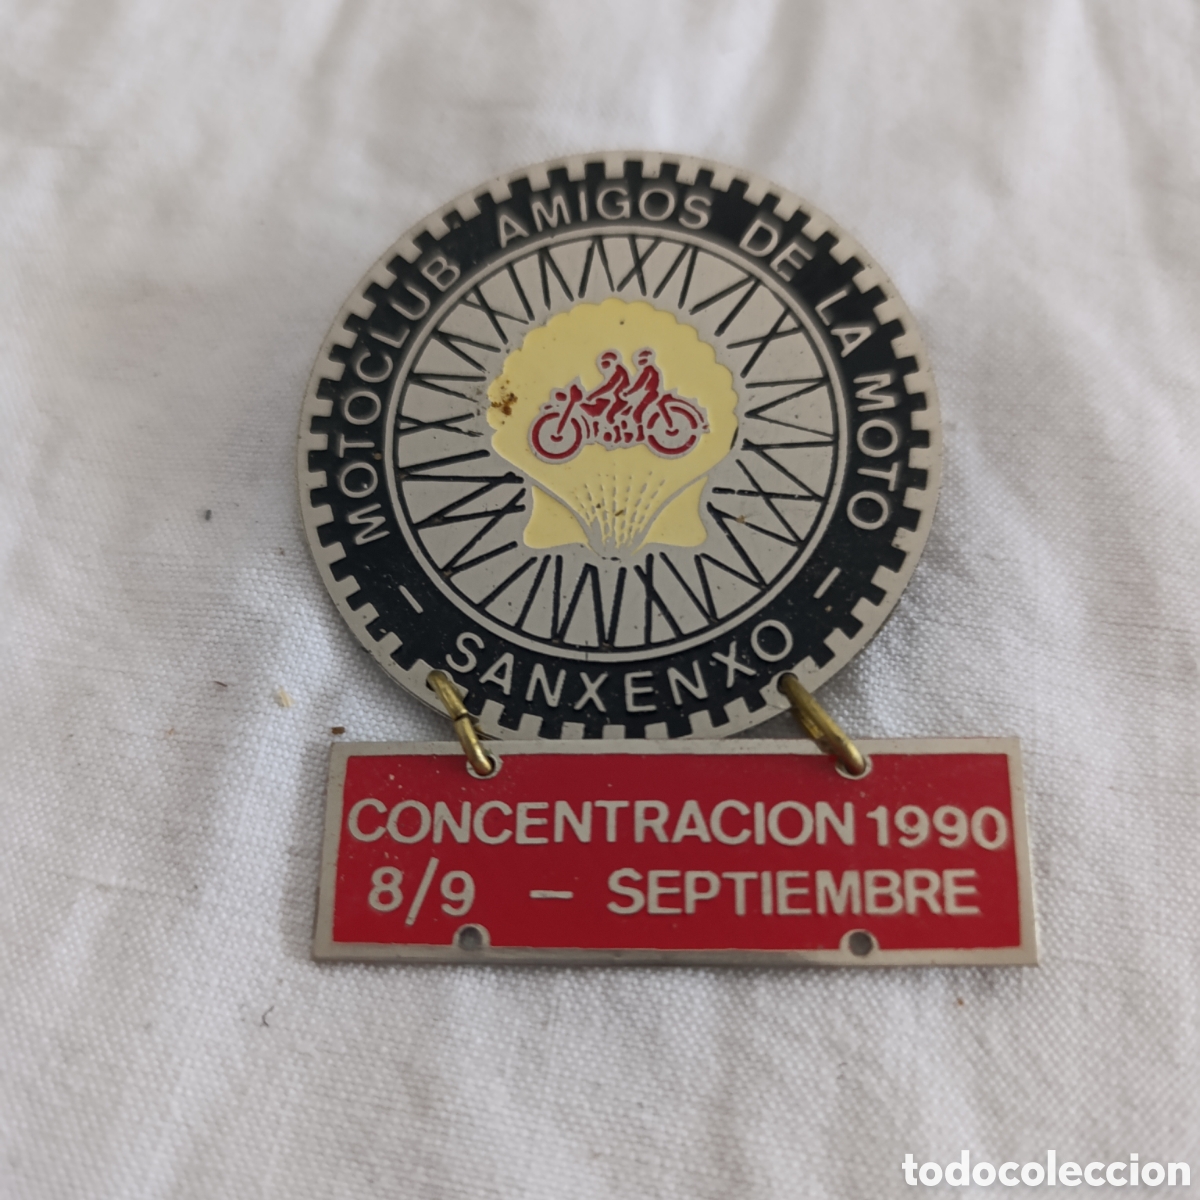 MOTOCLUB AMIGOS DE LA MOTO
- SANXENXO -
CONCENTRACION 1990
8/9 - SEPTIEMBRE
todocoleccion